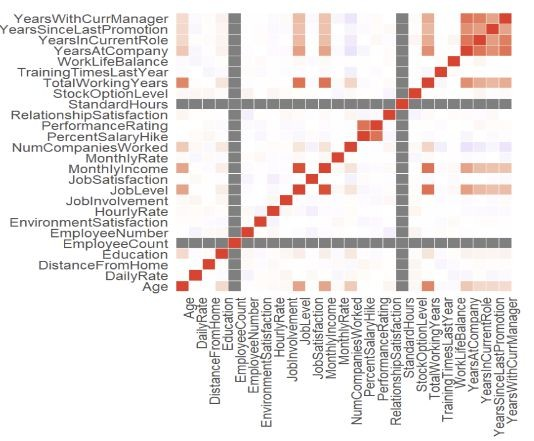 YearsWithCurrManager
YearsSinceLastPromotion
YearsInCurrentRole
YearsAtCompany
WorkLifeBalance
TrainingTimesLastYear
TotalWorkingYears
StockOptionLevel
StandardHours
RelationshipSatisfaction
PerformanceRating
PercentSalaryHike
NumCompaniesWorked
MonthlyRate
MonthlyIncome
JobSatisfaction
JobLevel
JobInvolvement
HourlyRate
EnvironmentSatisfaction
EmployeeNumber
EmployeeCount
Education
DistanceFromHome
DailyRate
Age
Age
DailyRate
DistanceFromHome
Education
EmployeeCount
EmployeeNumber
EnvironmentSatisfaction
HourlyRate
JobInvolvement
JobLevel
JobSatisfaction
MonthlyIncome
MonthlyRate
NumCompaniesWorked
PercentSalaryHike
PerformanceRating
RelationshipSatisfaction
StandardHours
StockOptionLevel
TotalWorkingYears
TrainingTimesLastYear
WorkLifeBalance
YearsAtCompany
YearsInCurrentRole
YearsSinceLastPromotion
YearsWithCurrManager